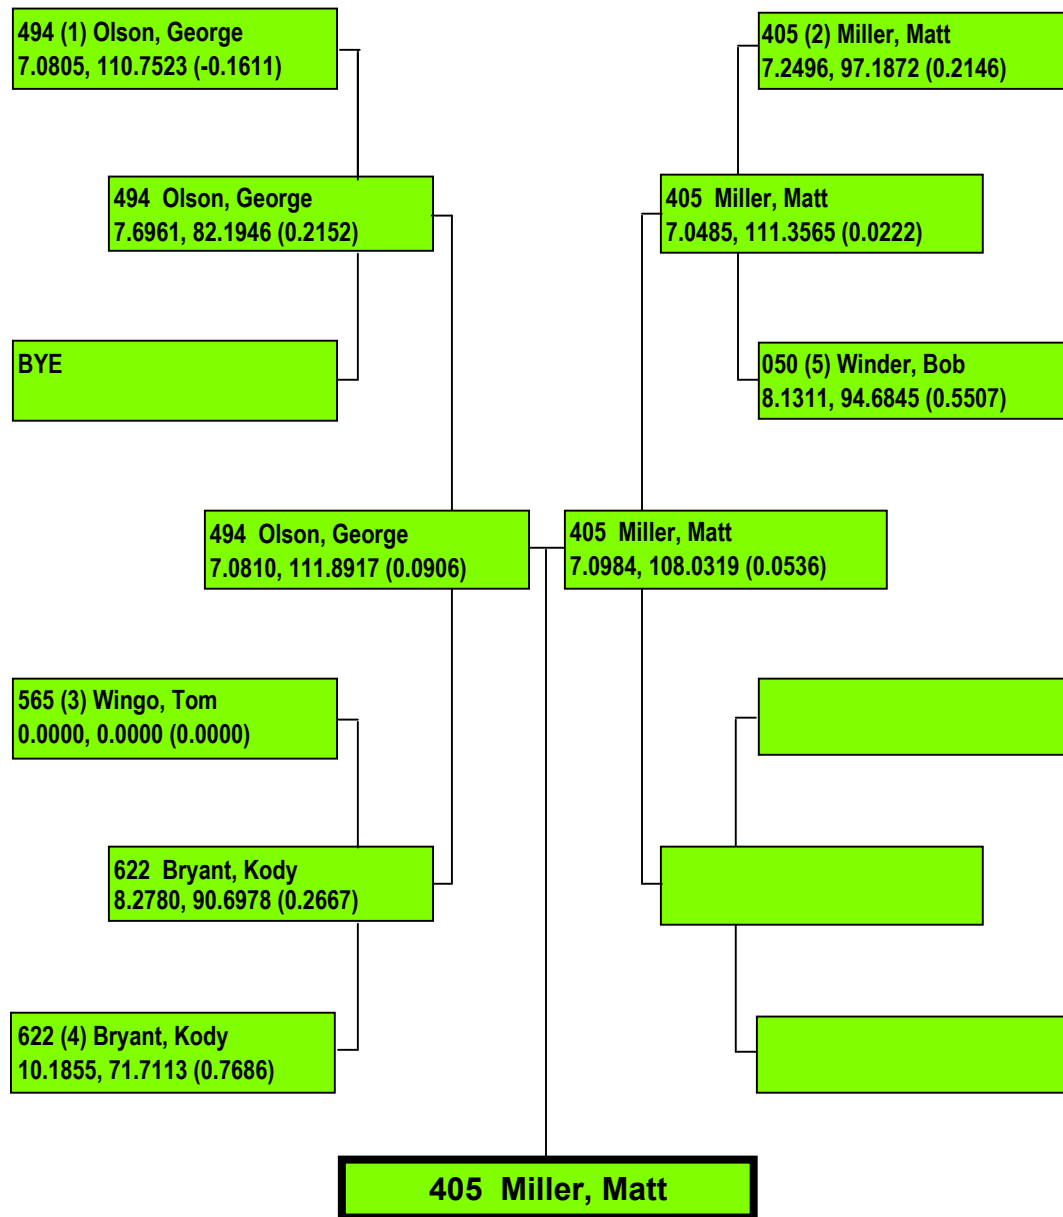 494 (1) Olson, George
7.0805, 110.7523 (-0.1611)
405 (2) Miller, Matt
7.2496, 97.1872 (0.2146)
494  Olson, George
7.6961, 82.1946 (0.2152)
405  Miller, Matt
7.0485, 111.3565 (0.0222)
BYE
050 (5) Winder, Bob
8.1311, 94.6845 (0.5507)
494  Olson, George
7.0810, 111.8917 (0.0906)
405  Miller, Matt
7.0984, 108.0319 (0.0536)
565 (3) Wingo, Tom
0.0000, 0.0000 (0.0000)
622  Bryant, Kody
8.2780, 90.6978 (0.2667)
622 (4) Bryant, Kody
10.1855, 71.7113 (0.7686)
405  Miller, Matt